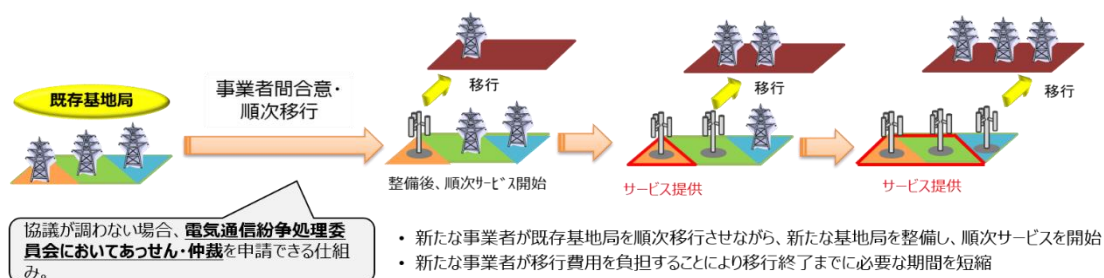 既存基地局
事業者間合意・
順次移行
移行
整備後、順次ｻｰﾋﾞｽ開始
移行
サービス提供
移行
サービス提供
協議が調わない場合、電気通信紛争処理委
員会においてあっせん・仲裁を申請できる仕組
み。
• 新たな事業者が既存基地局を順次移行させながら、新たな基地局を整備し、順次サービスを開始
• 新たな事業者が移行費用を負担することにより移行終了までに必要な期間を短縮